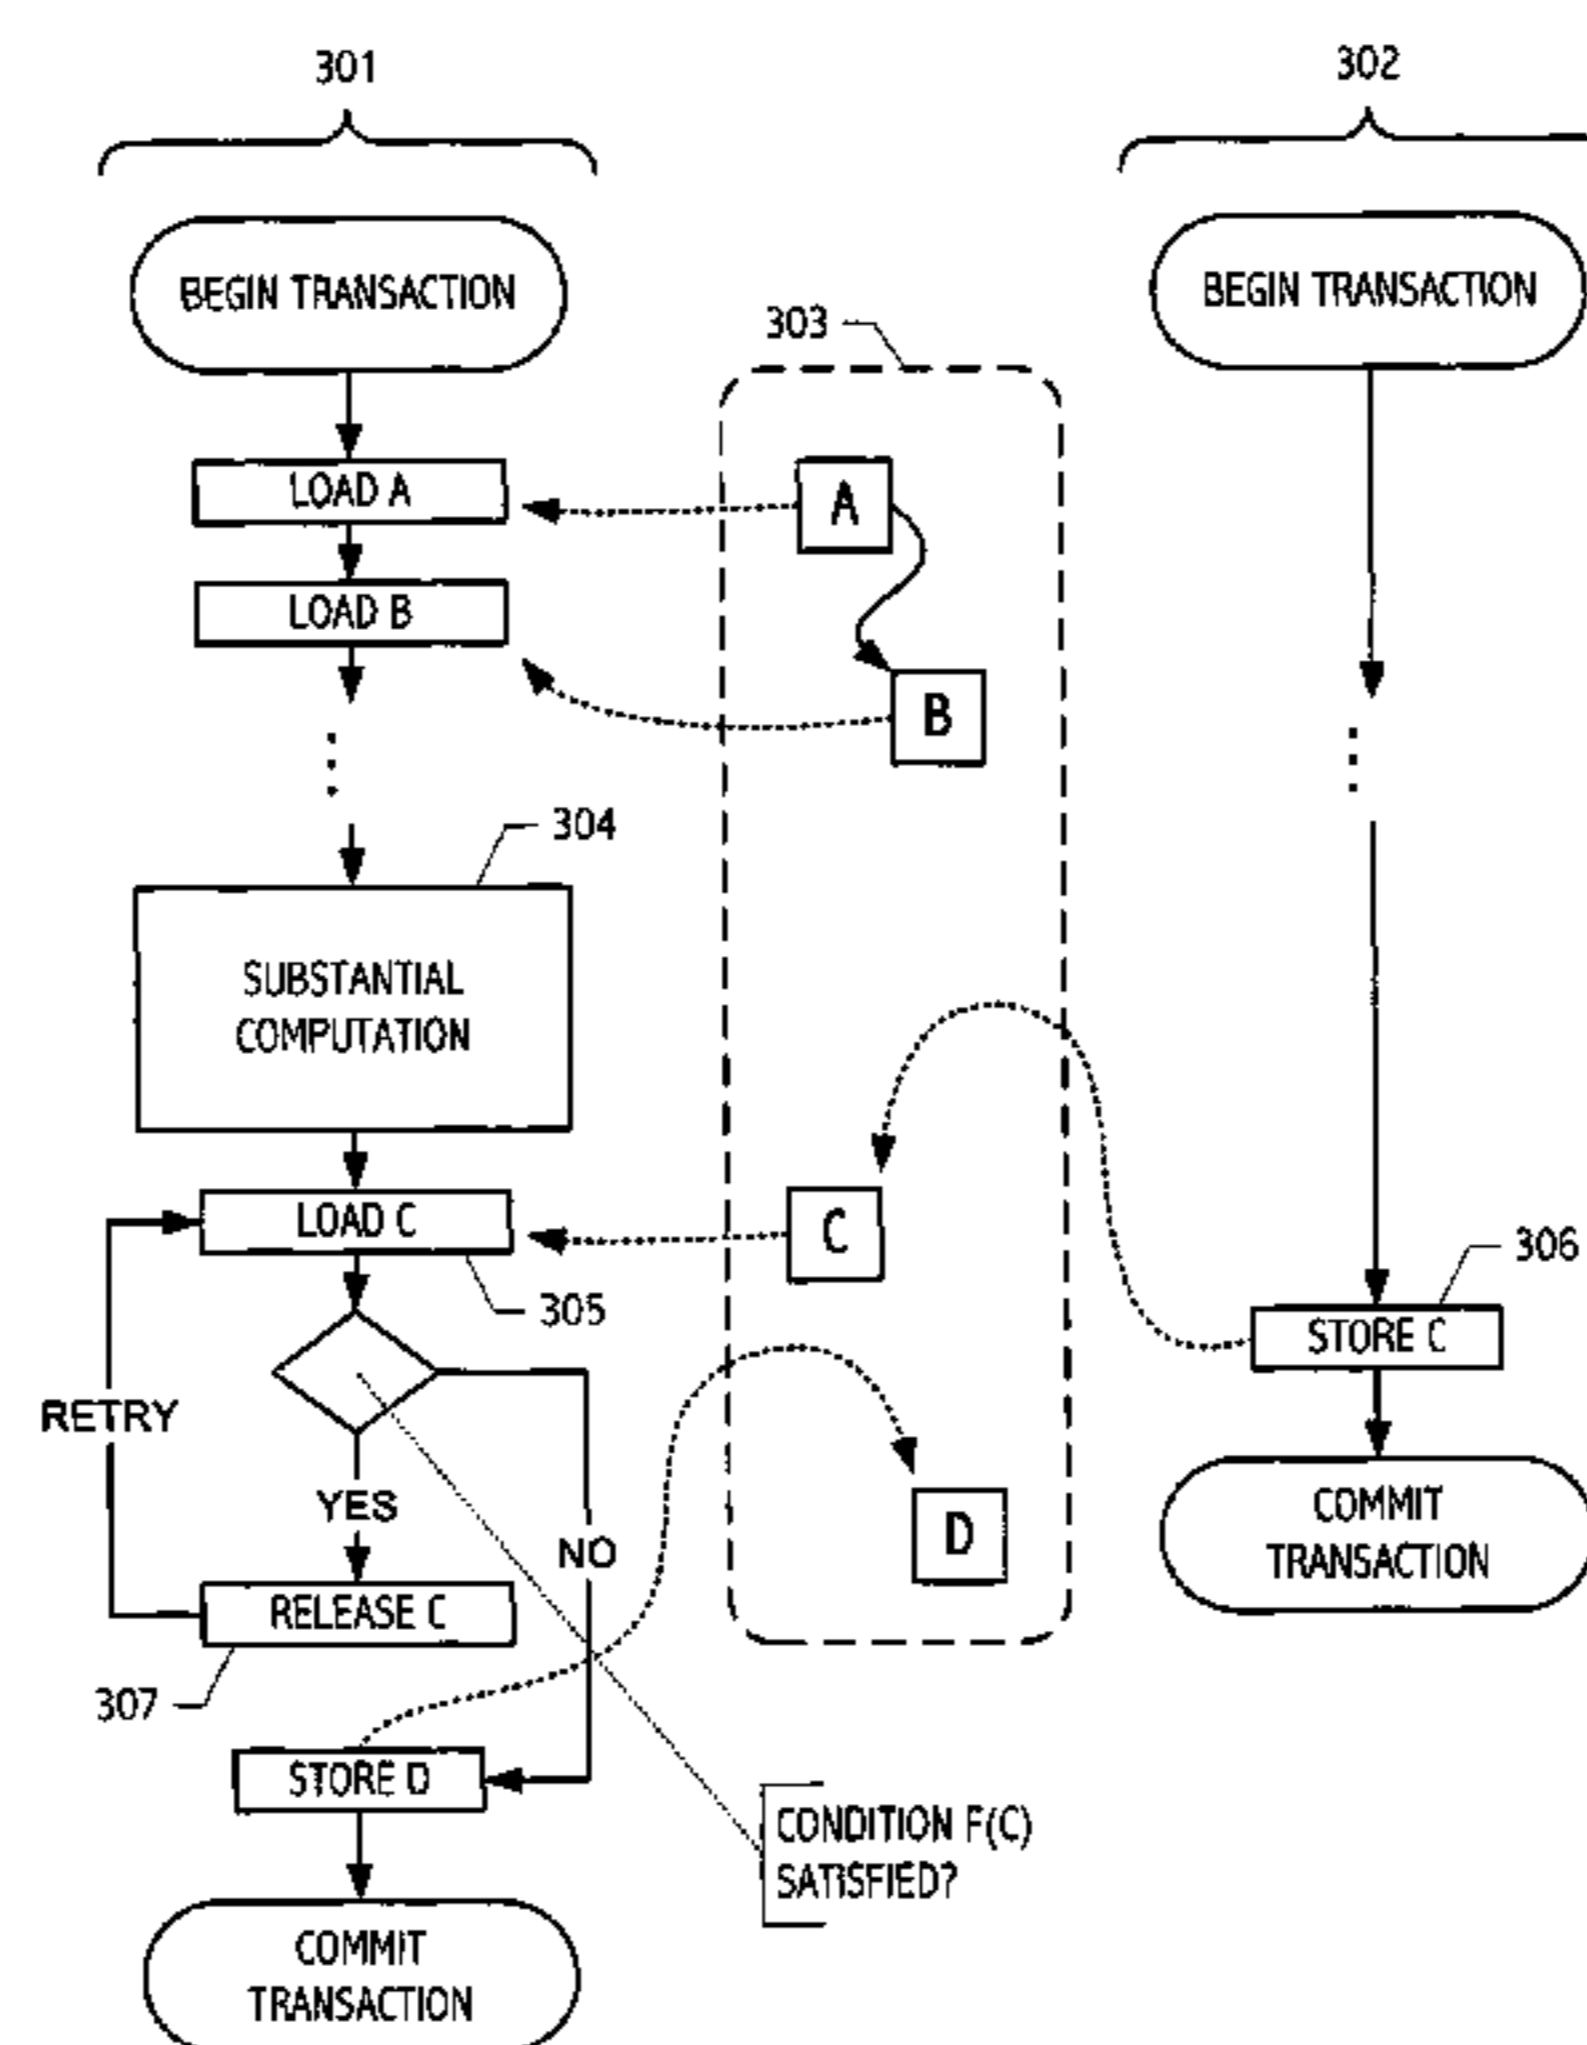 301
302
BEGIN TRANSACTION
BEGIN TRANSACTION
303
LOAD A
A
LOAD B
B
304
SUBSTANTIAL
COMPUTATION
LOAD C
C
305
306
STORE C
RETRY
YES
NO
D
COMMIT
TRANSACTION
RELEASE C
307
STORE D
CONDITION F(C)
SATISFIED?
COMMIT
TRANSACTION